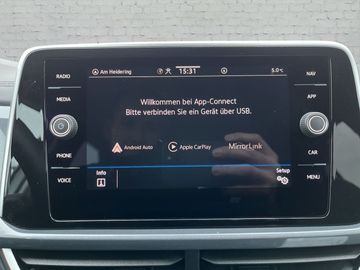 RADIO
MEDIA
PHONE
VOICE
Am Heidering
15:31
5.0°C
Willkommen bei App-Connect
Bitte verbinden Sie ein Gerät über USB.
Android Auto
Apple CarPlay
MirrorLink
Info
Setup
NAV
APP
CAR
MENU